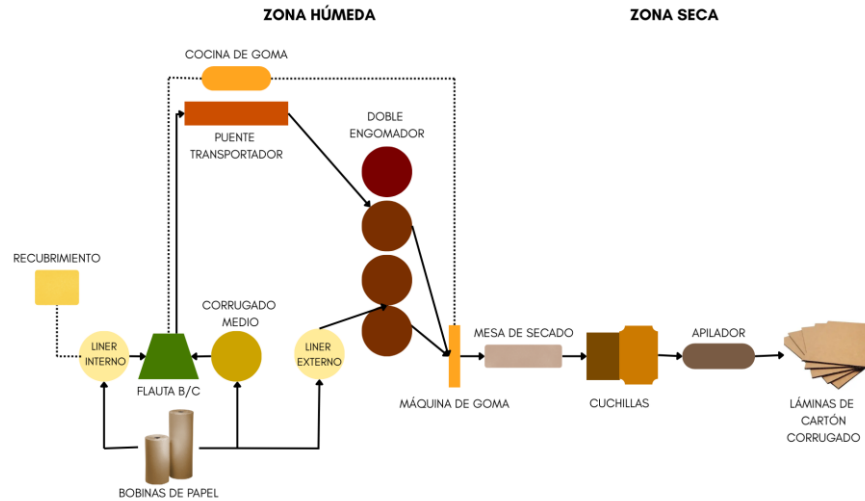 ZONA HÚMEDA
ZONA SECA
COCINA DE GOMA
PUENTE
TRANSPORTADOR
DOBLE
ENGOMADOR
RECUBRIMIENTO
LINER
INTERNO
FLAUTA B/C
CORRUGADO
MEDIO
LINER
EXTERNO
BOBINAS DE PAPEL
MÁQUINA DE GOMA
MESA DE SECADO
CUCHILLAS
APILADOR
LÁMINAS DE
CARTÓN
CORRUGADO